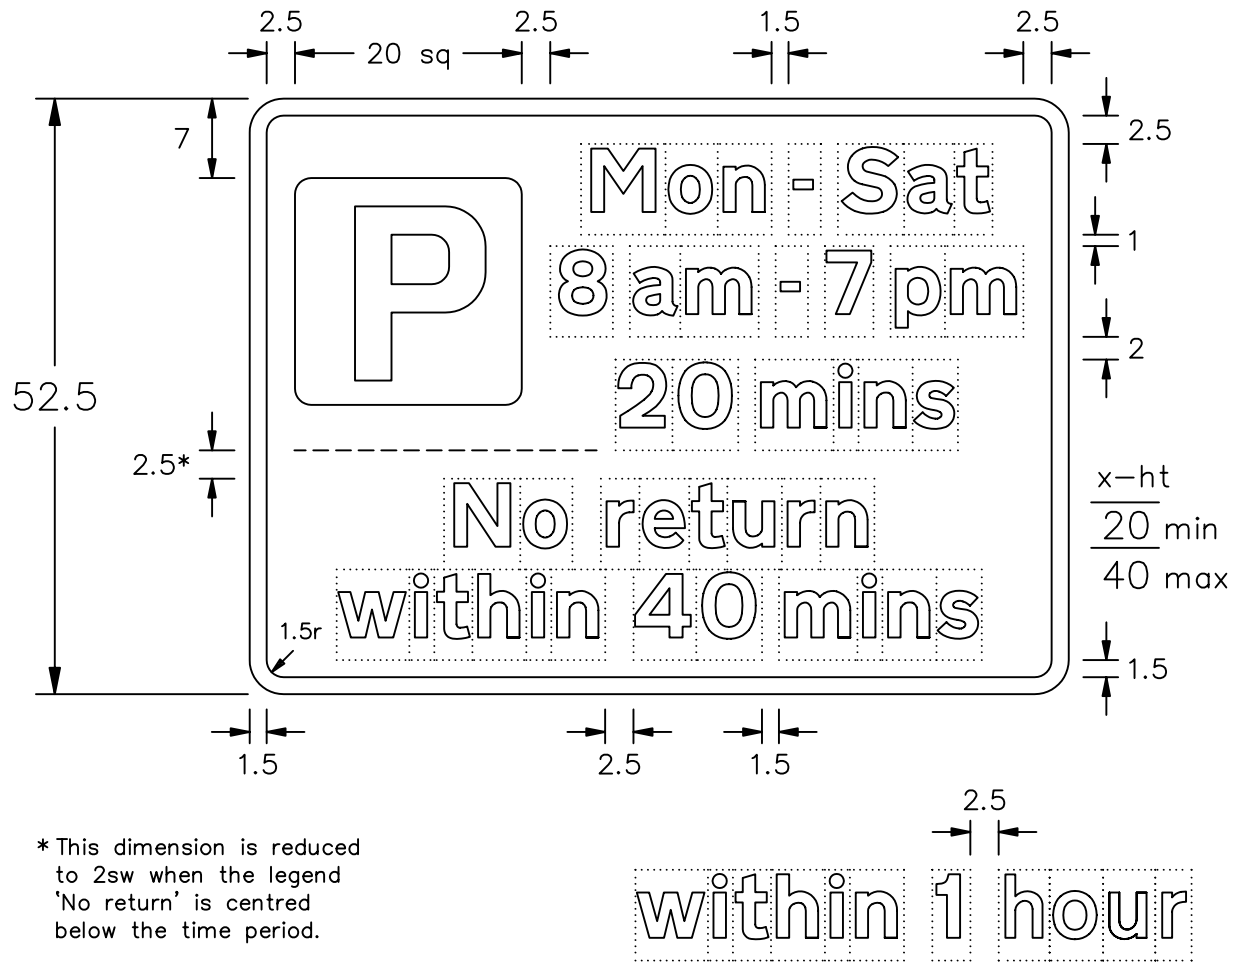 2.5 2.5 1.5 2.5
20 sq
7
2.5
P
Mon - Sat
1
8 am - 7 pm
2
20 mins
52.5
2.5*
No return
x-ht
20 min
40 max
within 40 mins
1.5r
1.5
1.5 2.5 1.5
2.5
* This dimension is reduced
to 2sw when the legend
'No return' is centred
below the time period.
within 1 hour